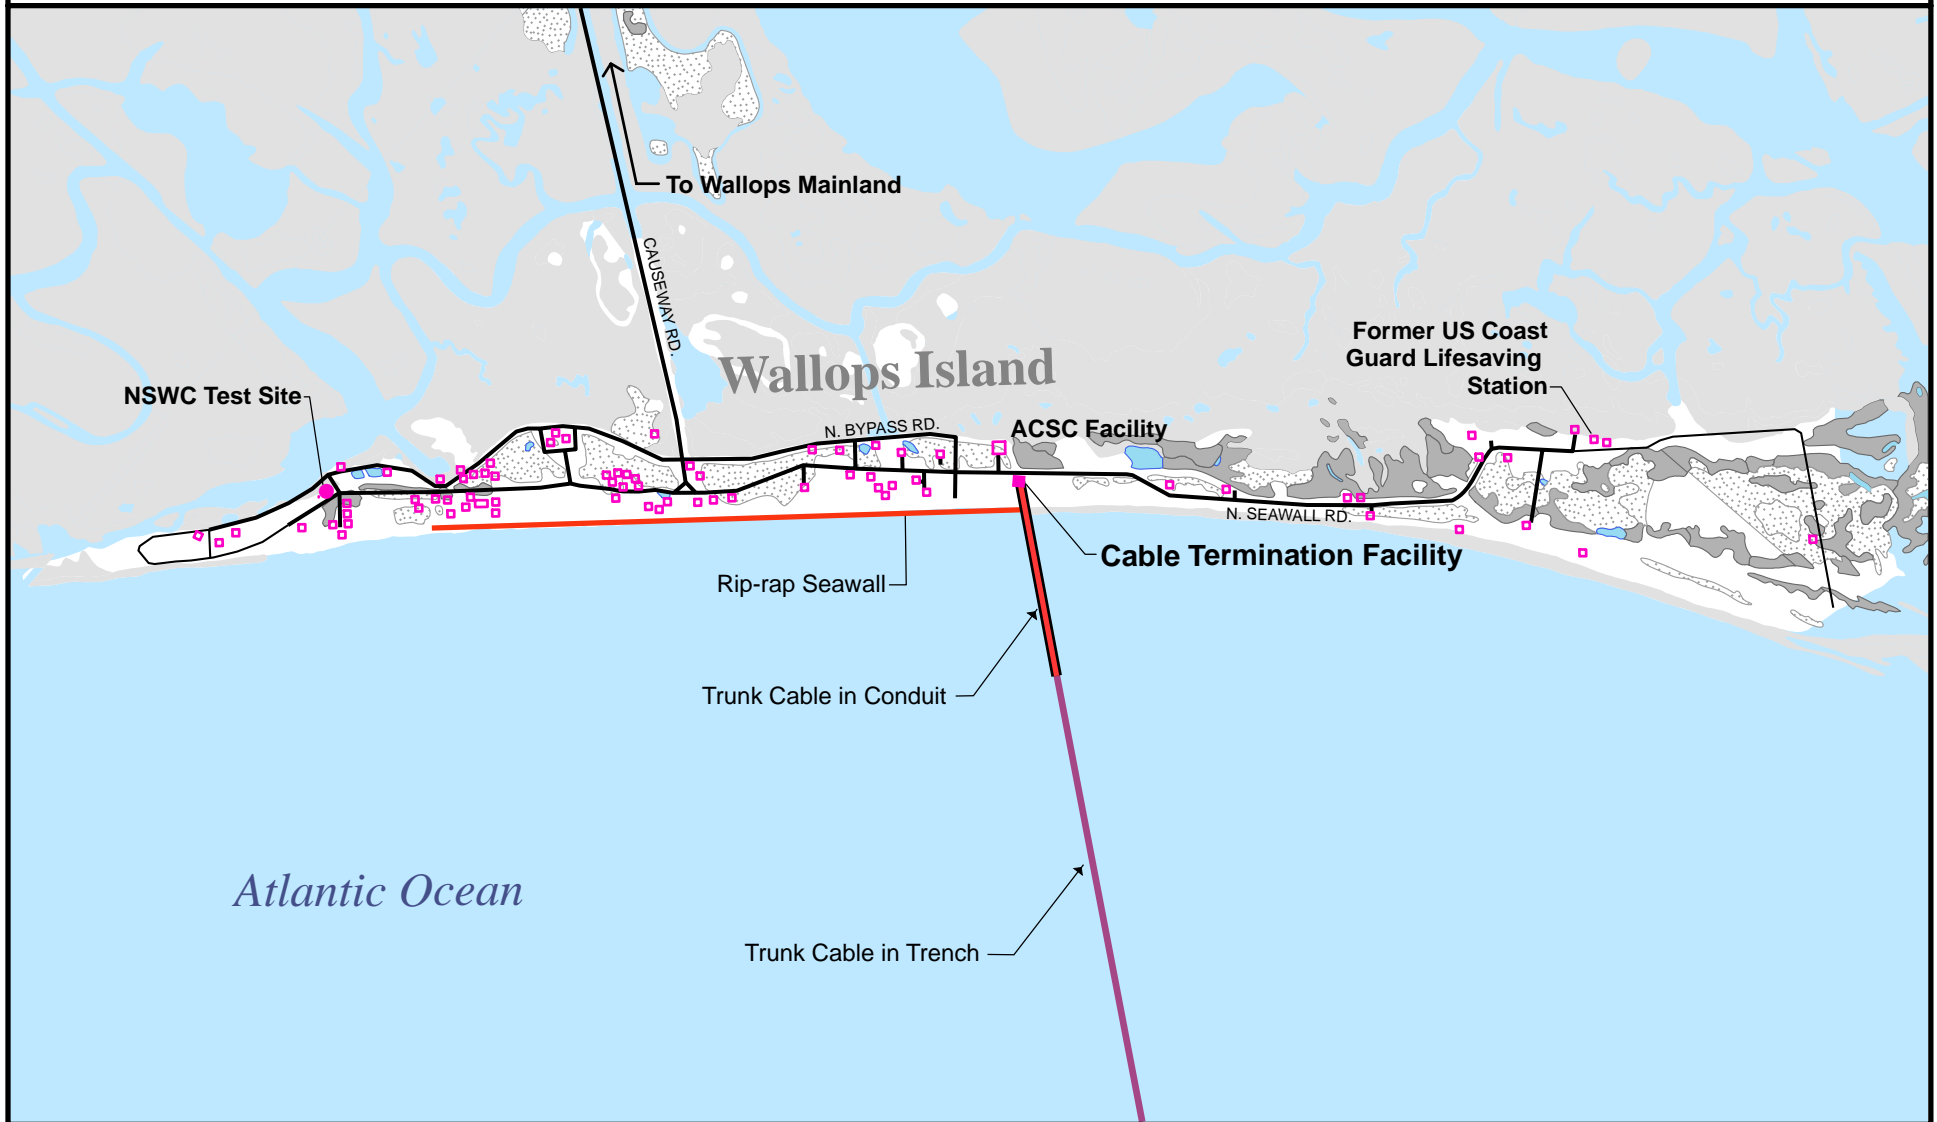 To Wallops Mainland
CAUSEWAY RD.
Wallops Island
Former US Coast
Guard Lifesaving
Station
NSWC Test Site
N. BYPASS RD.
ACSC Facility
N. SEAWALL RD.
Cable Termination Facility
Rip-rap Seawall
Trunk Cable in Conduit
Atlantic Ocean
Trunk Cable in Trench